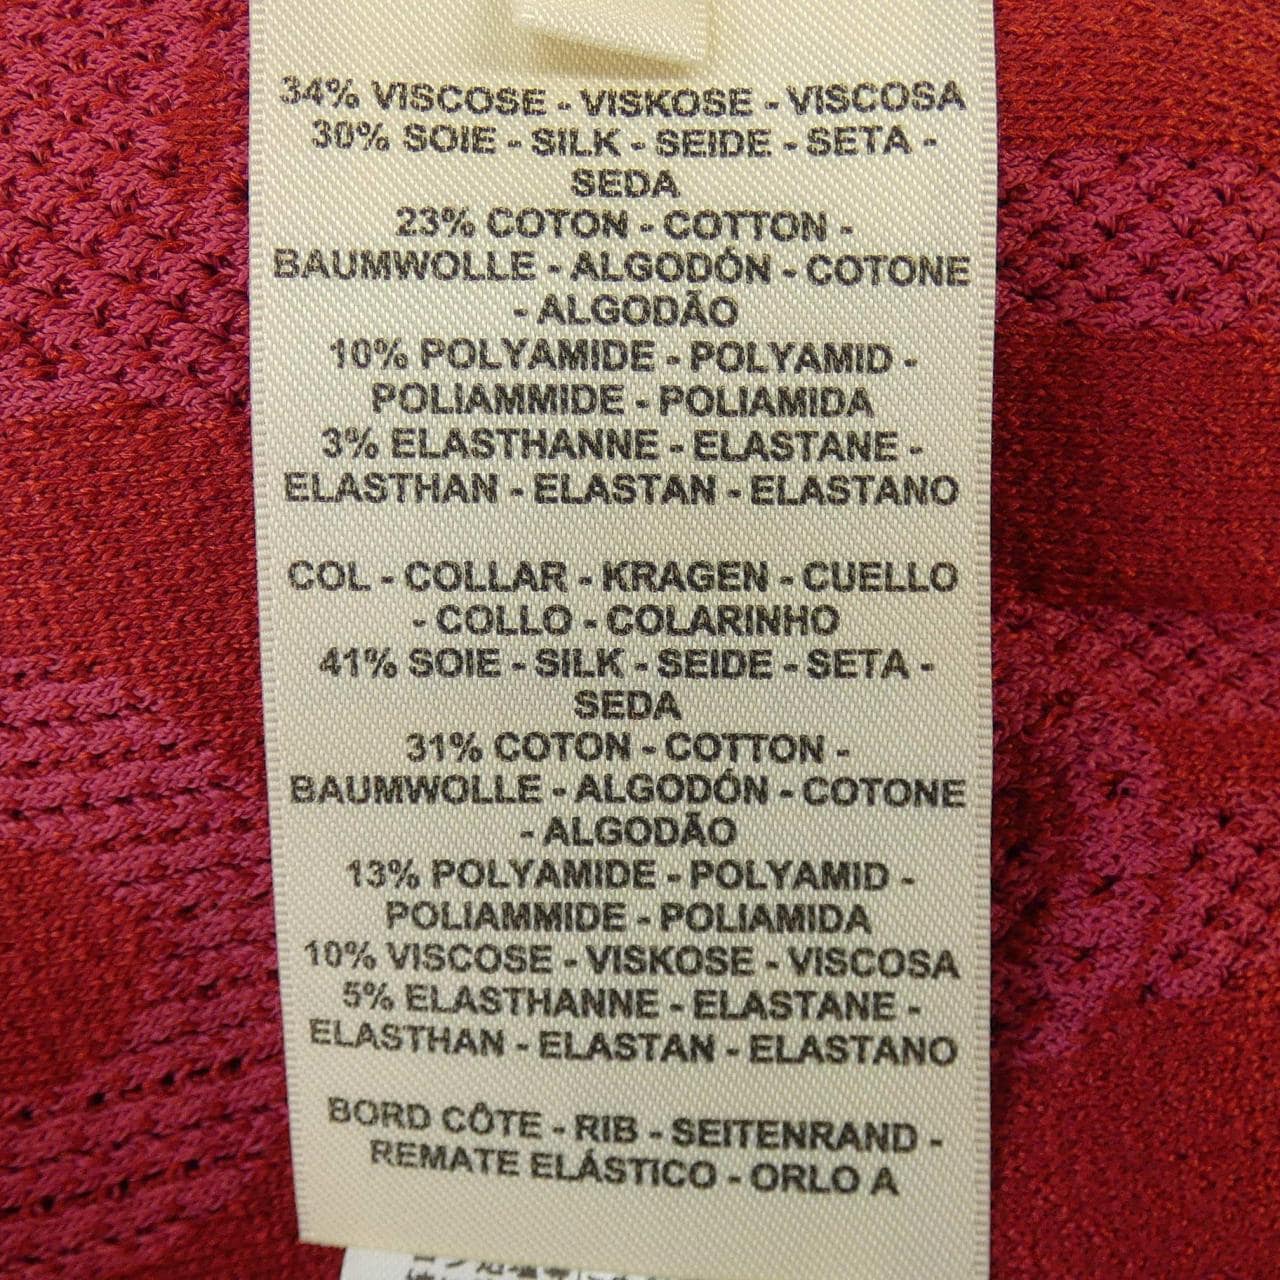 34% VISCOSE - VISKOSE - VISCOSA
30% SOIE - SILK - SEIDE - SETA -
SEDA
23% COTON - COTTON -
BAUMWOLLE - ALGODÓN - COTONE
- ALGODÃO
10% POLYAMIDE - POLYAMID -
POLIAMMIDE - POLIAMIDA
3% ELASTHANNE - ELASTANE -
ELASTHAN - ELASTAN - ELASTANO
COL - COLLAR - KRAGEN - CUELLO
- COLLO - COLARINHO
41% SOIE - SILK - SEIDE - SETA -
SEDA
31% COTON - COTTON -
BAUMWOLLE - ALGODÓN - COTONE
- ALGODÃO
13% POLYAMIDE - POLYAMID -
POLIAMMIDE - POLIAMIDA
10% VISCOSE - VISKOSE - VISCOSA
5% ELASTHANNE - ELASTANE -
ELASTHAN - ELASTAN - ELASTANO
BORD CÔTE - RIB - SEITENRAND -
REMATE ELÁSTICO - ORLO A